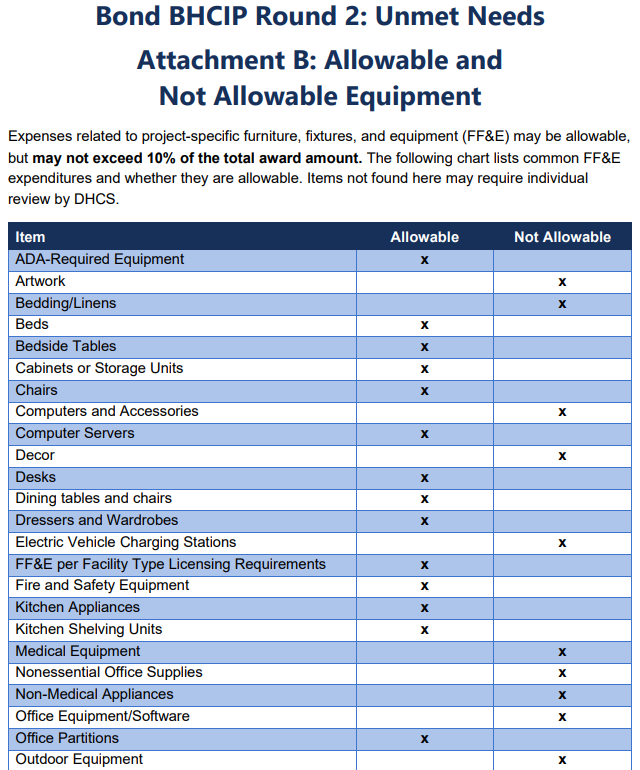 Bond BHCIP Round 2: Unmet Needs
Attachment B: Allowable and
Not Allowable Equipment
Expenses related to project-specific furniture, fixtures, and equipment (FF&E) may be allowable,
but may not exceed 10% of the total award amount. The following chart lists common FF&E
expenditures and whether they are allowable. Items not found here may require individual
review by DHCS.
Item Allowable Not Allowable
ADA-Required Equipment x
Artwork x
Bedding/Linens x
Beds x
Bedside Tables x
Cabinets or Storage Units x
Chairs x
Computers and Accessories x
Computer Servers x
Decor x
Desks x
Dining tables and chairs x
Dressers and Wardrobes x
Electric Vehicle Charging Stations x
FF&E per Facility Type Licensing Requirements x
Fire and Safety Equipment x
Kitchen Appliances x
Kitchen Shelving Units x
Medical Equipment x
Nonessential Office Supplies x
Non-Medical Appliances x
Office Equipment/Software x
Office Partitions x
Outdoor Equipment x